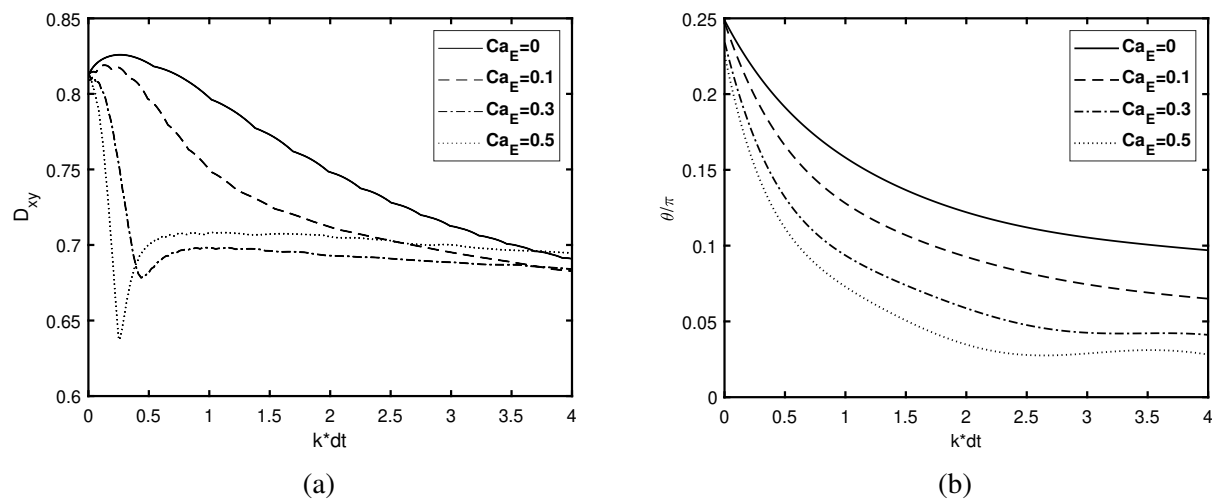 0.85
0.8
0.75
0.7
0.65
0.6
D_xy
0 0.5 1 1.5 2 2.5 3 3.5 4
k*dt
Ca_E=0
Ca_E=0.1
Ca_E=0.3
Ca_E=0.5
(a)
0.25
0.2
0.15
0.1
0.05
0
θ/π
0 0.5 1 1.5 2 2.5 3 3.5 4
k*dt
Ca_E=0
Ca_E=0.1
Ca_E=0.3
Ca_E=0.5
(b)